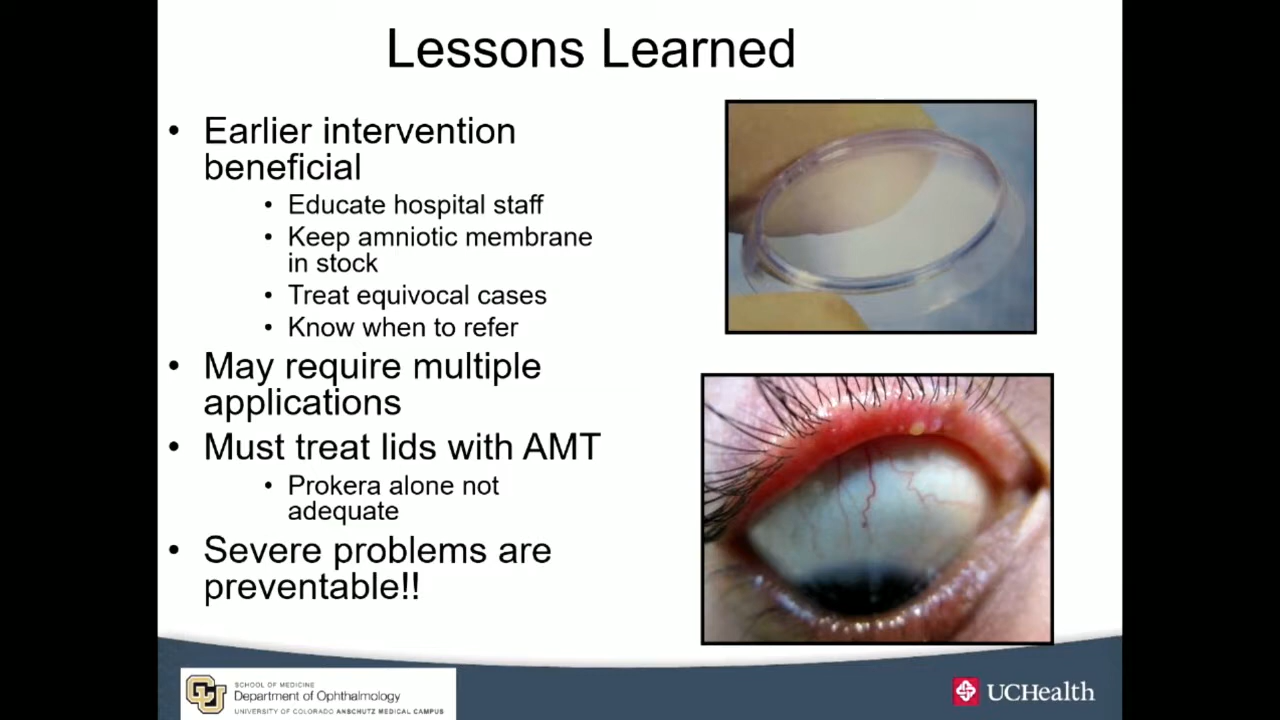 Lessons Learned
• Earlier intervention
beneficial
• Educate hospital staff
• Keep amniotic membrane
in stock
• Treat equivocal cases
• Know when to refer
• May require multiple
applications
• Must treat lids with AMT
• Prokera alone not
adequate
• Severe problems are
preventable!!
SCHOOL OF MEDICINE
Department of Ophthalmology
UNIVERSITY OF COLORADO ANSCHUTZ MEDICAL CAMPUS
UCHealth